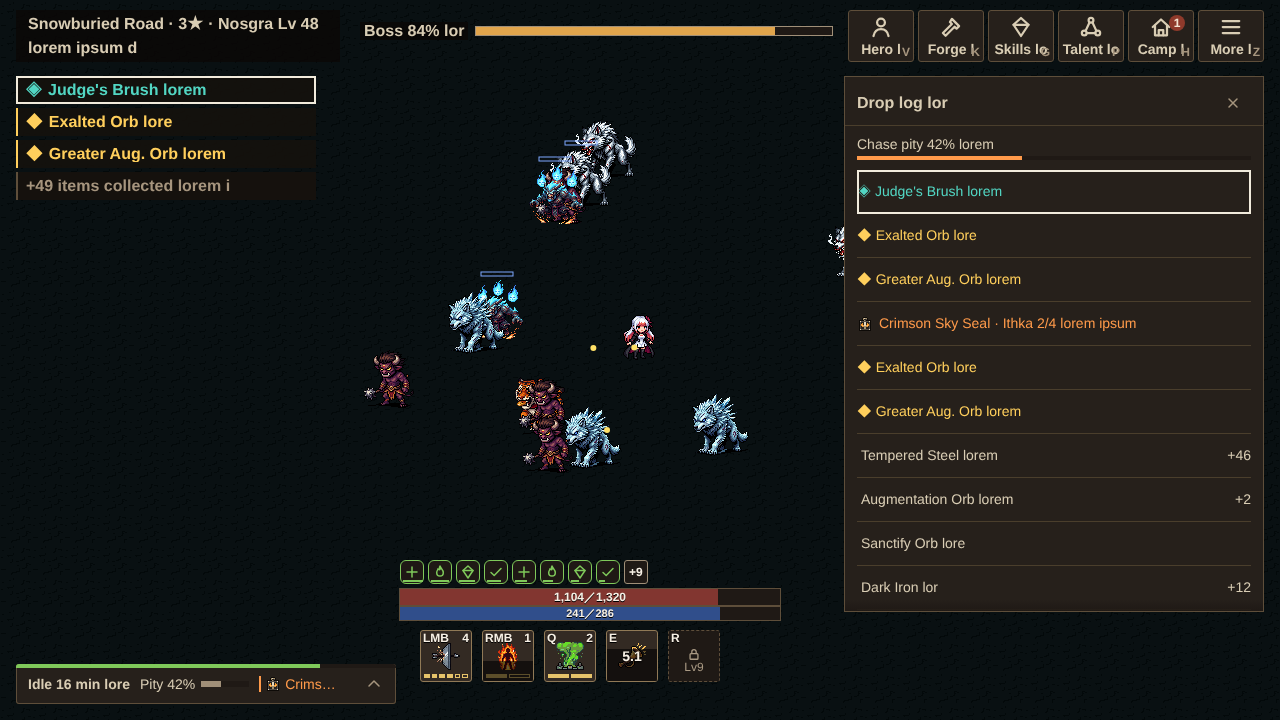 Snowburied Road · 3★ · Nosgra Lv 48
lorem ipsum d
Boss 84% lor
Hero l V
Forge l K
Skills lo G
Talent lo P
Camp l H
1
More l Z
Judge's Brush lorem
Exalted Orb lore
Greater Aug. Orb lorem
+49 items collected lorem i
Drop log lor
Chase pity 42% lorem
Judge's Brush lorem
Exalted Orb lore
Greater Aug. Orb lorem
Crimson Sky Seal · Ithka 2/4 lorem ipsum
Exalted Orb lore
Greater Aug. Orb lorem
Tempered Steel lorem +46
Augmentation Orb lorem +2
Sanctify Orb lore
Dark Iron lor +12
+9
1,104/1,320
241/286
LMB 4
RMB 1
Q 2
E
5.1
R
Lv9
Idle 16 min lore Pity 42% Crims…